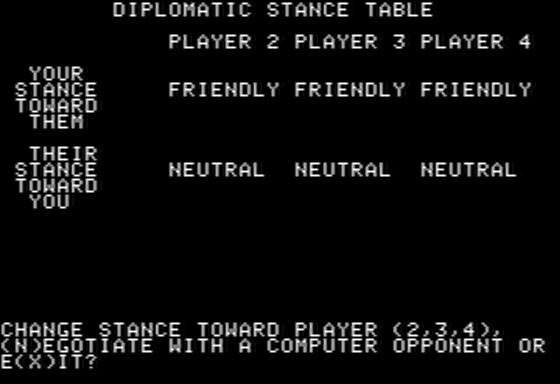 DIPLOMATIC STANCE TABLE
PLAYER 2 PLAYER 3 PLAYER 4
YOUR
STANCE FRIENDLY FRIENDLY FRIENDLY
TOWARD
THEM
THEIR
STANCE NEUTRAL NEUTRAL NEUTRAL
TOWARD
YOU
CHANGE STANCE TOWARD PLAYER (2,3,4),
(N)EGOTIATE WITH A COMPUTER OPPONENT OR
E(X)IT?